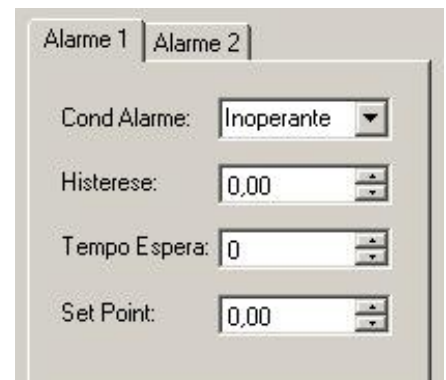 Alarme 1 Alarme 2
Cond Alarme: Inoperante
Histerese: 0,00
Tempo Espera: 0
Set Point: 0,00